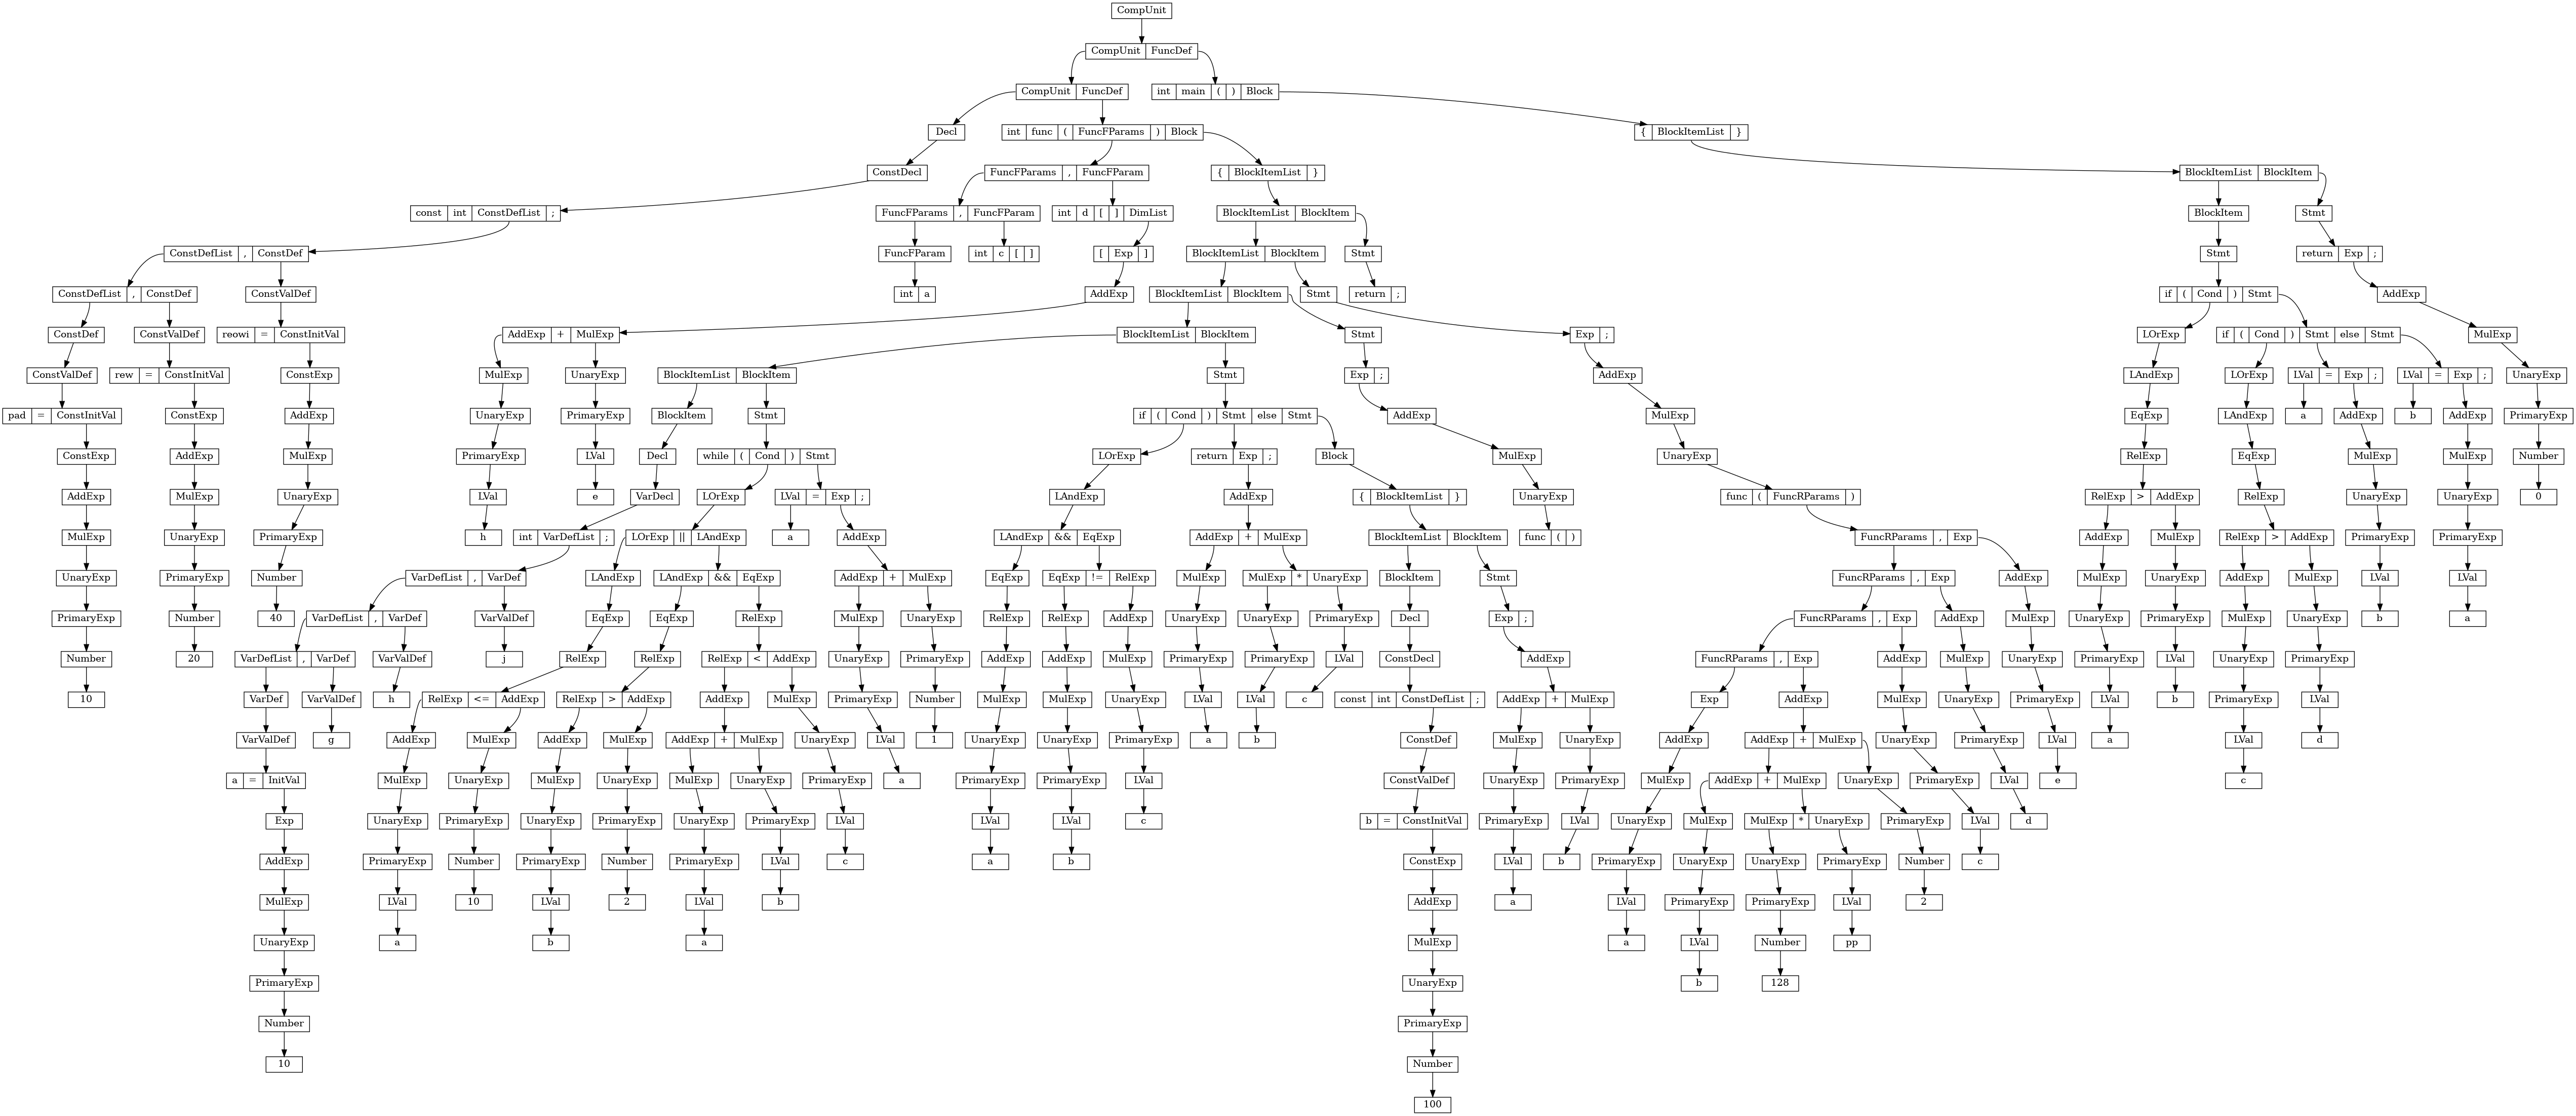 CompUnit
CompUnit FuncDef
CompUnit FuncDef int main ( ) Block
Decl int func ( FuncFParams ) Block { BlockItemList }
ConstDecl FuncFParams , FuncFParam { BlockItemList } BlockItemList BlockItem
const int ConstDefList ; FuncFParams , FuncFParam int d [ ] DimList BlockItemList BlockItem BlockItem Stmt
ConstDefList , ConstDef FuncFParam int c [ ] [ Exp ] BlockItemList BlockItem Stmt Stmt return Exp ;
ConstDefList , ConstDef ConstValDef int a AddExp BlockItemList BlockItem Stmt return ; if ( Cond ) Stmt AddExp
ConstDef ConstValDef reowi = ConstInitVal AddExp + MulExp BlockItemList BlockItem Stmt Exp ; LOrExp if ( Cond ) Stmt else Stmt MulExp
ConstValDef rew = ConstInitVal ConstExp MulExp UnaryExp BlockItemList BlockItem Stmt Exp ; AddExp LAndExp LOrExp LVal = Exp ; LVal = Exp ; UnaryExp
pad = ConstInitVal ConstExp AddExp UnaryExp PrimaryExp BlockItem Stmt if ( Cond ) Stmt else Stmt AddExp MulExp EqExp LAndExp a AddExp b AddExp PrimaryExp
ConstExp AddExp MulExp PrimaryExp LVal Decl while ( Cond ) Stmt LOrExp return Exp ; Block MulExp UnaryExp RelExp EqExp MulExp MulExp Number
AddExp MulExp UnaryExp LVal e VarDecl LOrExp LVal = Exp ; LAndExp AddExp { BlockItemList } UnaryExp func ( FuncRParams ) RelExp > AddExp RelExp UnaryExp UnaryExp 0
MulExp UnaryExp PrimaryExp h int VarDefList ; LOrExp || LAndExp a AddExp LAndExp && EqExp AddExp + MulExp BlockItemList BlockItem func ( ) FuncRParams , Exp AddExp MulExp RelExp > AddExp PrimaryExp PrimaryExp
UnaryExp PrimaryExp Number VarDefList , VarDef LAndExp LAndExp && EqExp AddExp + MulExp EqExp EqExp != RelExp MulExp MulExp * UnaryExp BlockItem Stmt FuncRParams , Exp AddExp MulExp UnaryExp AddExp MulExp LVal LVal
PrimaryExp Number 40 VarDefList , VarDef VarValDef EqExp EqExp RelExp MulExp UnaryExp RelExp RelExp AddExp UnaryExp UnaryExp PrimaryExp Decl Exp ; FuncRParams , Exp AddExp MulExp UnaryExp PrimaryExp MulExp UnaryExp b a
Number 20 VarDefList , VarDef VarValDef j RelExp RelExp RelExp < AddExp UnaryExp PrimaryExp AddExp AddExp MulExp PrimaryExp PrimaryExp LVal ConstDecl AddExp FuncRParams , Exp AddExp MulExp UnaryExp PrimaryExp LVal UnaryExp PrimaryExp
10 VarDef VarValDef h RelExp <= AddExp RelExp > AddExp AddExp MulExp PrimaryExp Number MulExp MulExp UnaryExp LVal LVal c const int ConstDefList ; AddExp + MulExp Exp AddExp MulExp UnaryExp PrimaryExp LVal b PrimaryExp LVal
VarValDef g AddExp MulExp AddExp MulExp AddExp + MulExp UnaryExp LVal 1 UnaryExp UnaryExp PrimaryExp a b ConstDef MulExp UnaryExp AddExp AddExp + MulExp UnaryExp PrimaryExp LVal a LVal d
a = InitVal MulExp UnaryExp MulExp UnaryExp MulExp UnaryExp PrimaryExp a PrimaryExp PrimaryExp LVal ConstValDef UnaryExp PrimaryExp MulExp AddExp + MulExp UnaryExp PrimaryExp LVal e c
Exp UnaryExp PrimaryExp UnaryExp PrimaryExp UnaryExp PrimaryExp LVal LVal LVal c b = ConstInitVal PrimaryExp LVal UnaryExp MulExp MulExp * UnaryExp PrimaryExp LVal d
AddExp PrimaryExp Number PrimaryExp Number PrimaryExp LVal c a b ConstExp LVal b PrimaryExp UnaryExp UnaryExp PrimaryExp Number c
MulExp LVal 10 LVal 2 LVal b AddExp a LVal PrimaryExp PrimaryExp LVal 2
UnaryExp a b a MulExp a LVal Number pp
PrimaryExp UnaryExp b 128
Number PrimaryExp
10 Number
100